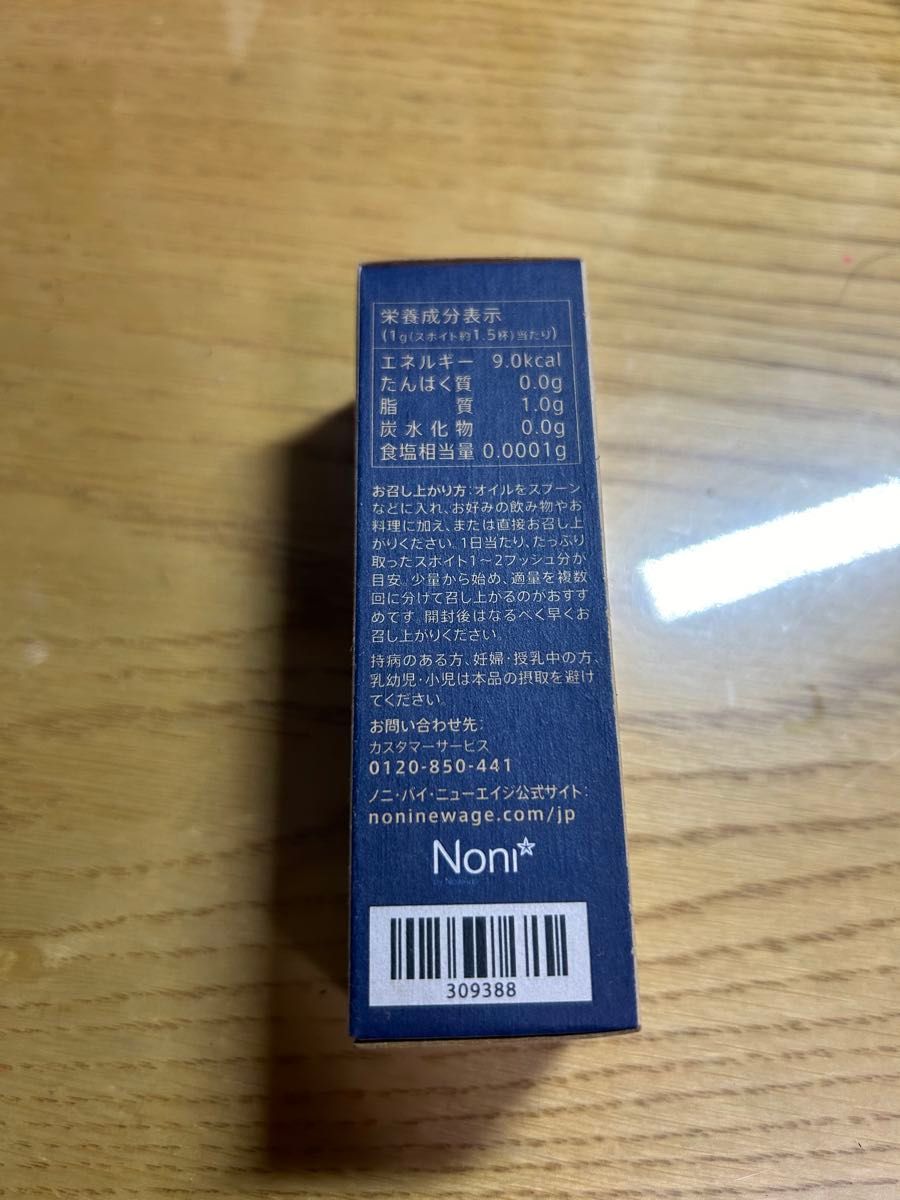 栄養成分表示
(1g(スポイト約1.5杯)当たり)
エネルギー 9.0kcal
たんぱく質 0.0g
脂質 1.0g
炭水化物 0.0g
食塩相当量 0.0001g
お召し上がり方:オイルをスプーン
などに入れ、お好みの飲み物やお
料理に加え、または直接お召し上
がりください。1日当たり、たっぷり
取ったスポイト1〜2プッシュ分が
目安。少量から始め、適量を複数
回に分けて召し上がるのがおすす
めです。開封後はなるべく早くお
召し上がりください。
持病のある方、妊婦・授乳中の方、
乳幼児・小児は本品の摂取を避け
てください。
お問い合わせ先:
カスタマーサービス
0120-850-441
ノニ・バイ・ニューエイジ公式サイト:
noninewage.com/jp
Noni
309388